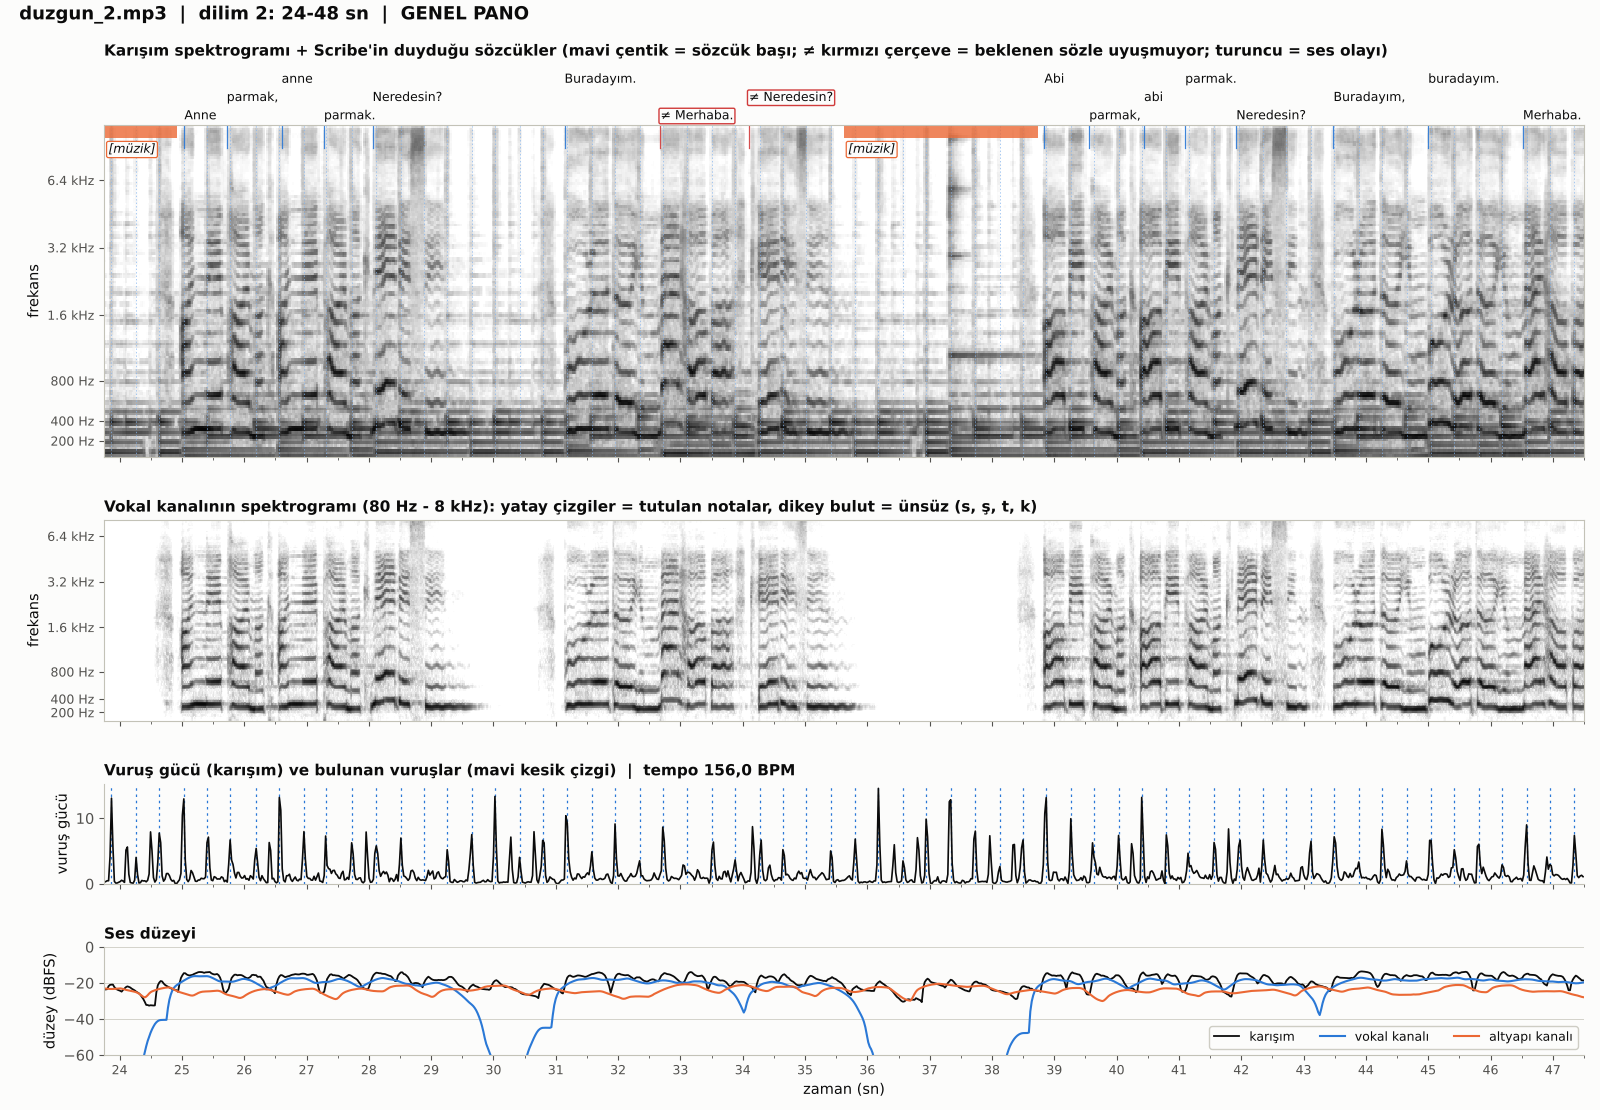 duzgun_2.mp3 | dilim 2: 24-48 sn | GENEL PANO
Karışım spektrogramı + Scribe'in duyduğu sözcükler (mavi çentik = sözcük başı; ≠ kırmızı çerçeve = beklenen sözle uyuşmuyor; turuncu = ses olayı)
anne Buradayım. Abi parmak. buradayım.
parmak, Neredesin? ≠ Neredesin? abi Buradayım,
Anne parmak. ≠ Merhaba. parmak, Neredesin? Merhaba.
[müzik] [müzik]
6.4 kHz
3.2 kHz
1.6 kHz
800 Hz
400 Hz
200 Hz
frekans
Vokal kanalının spektrogramı (80 Hz - 8 kHz): yatay çizgiler = tutulan notalar, dikey bulut = ünsüz (s, ş, t, k)
6.4 kHz
3.2 kHz
1.6 kHz
800 Hz
400 Hz
200 Hz
frekans
Vuruş gücü (karışım) ve bulunan vuruşlar (mavi kesik çizgi) | tempo 156,0 BPM
10
0
vuruş gücü
Ses düzeyi
0
−20
−40
−60
düzey (dBFS)
karışım vokal kanalı altyapı kanalı
24 25 26 27 28 29 30 31 32 33 34 35 36 37 38 39 40 41 42 43 44 45 46 47
zaman (sn)